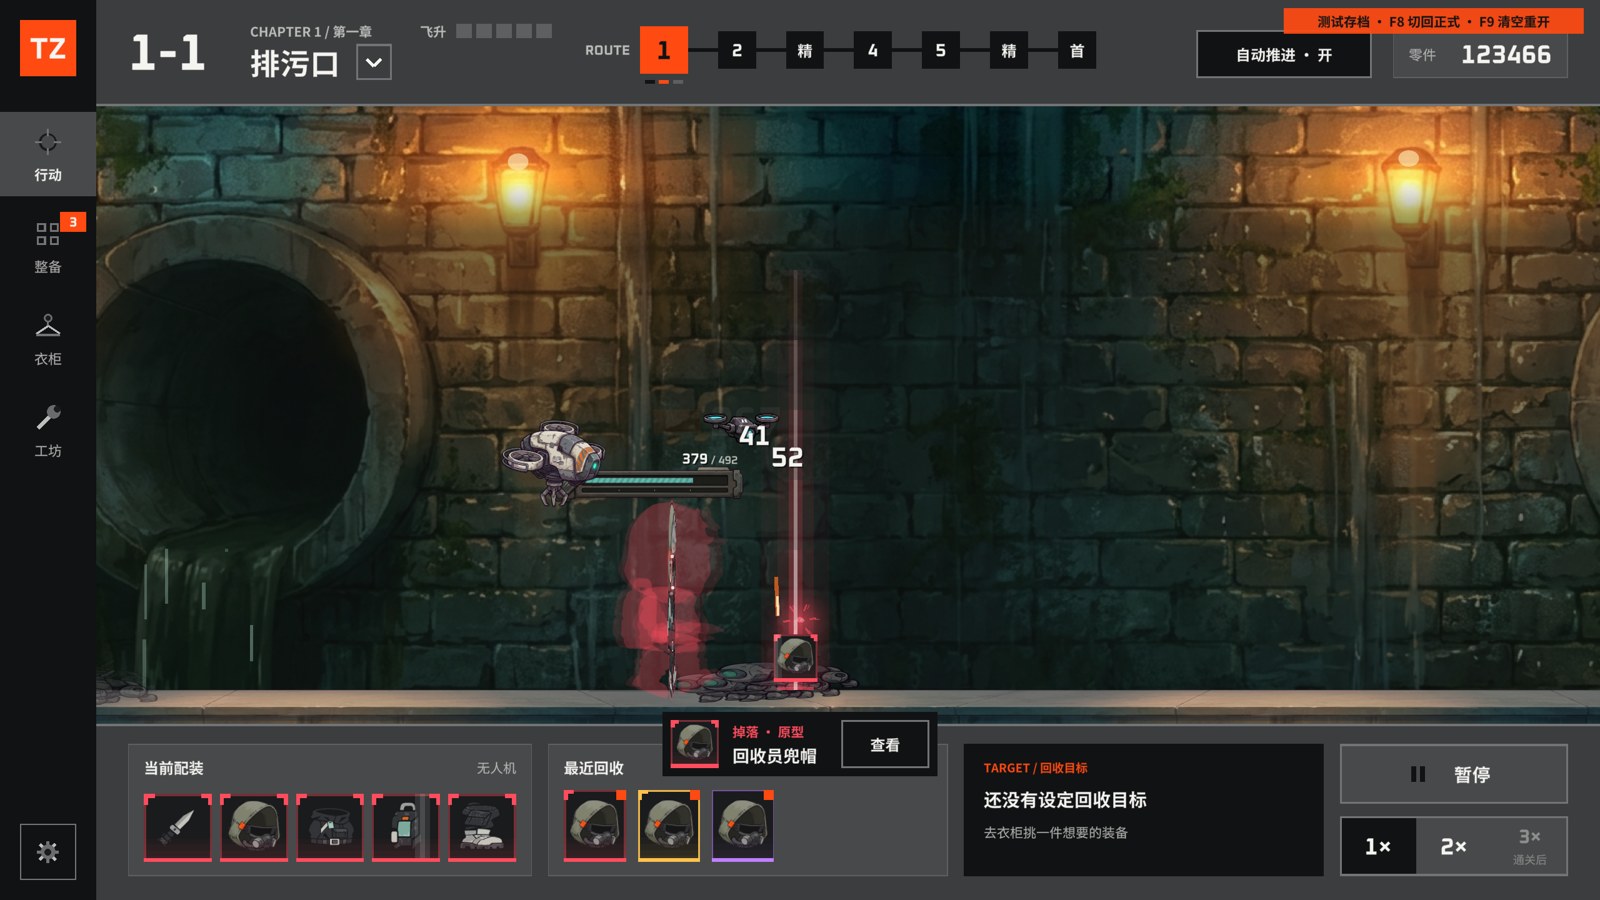 TZ
1-1
CHAPTER 1 / 第一章
排污口
飞升
ROUTE
1
2
精
4
5
精
首
测试存档 · F8 切回正式 · F9 清空重开
自动推进 · 开
零件 123466
行动
3
整备
衣柜
工坊
41
52
379 / 492
掉落 · 原型
回收员兜帽
查看
当前配装
无人机
最近回收
TARGET / 回收目标
还没有设定回收目标
去衣柜挑一件想要的装备
暂停
1×
2×
3×
通关后